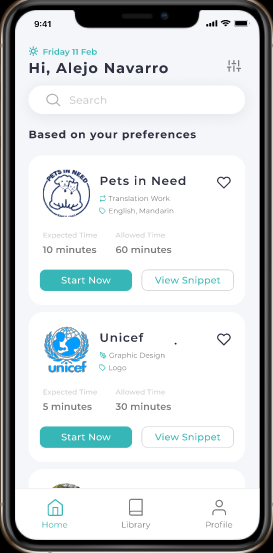 9:41
Friday 11 Feb
Hi, Alejo Navarro
Search
Based on your preferences
PETS IN NEED
Pets in Need
Translation Work
English, Mandarin
Expected Time Allowed Time
10 minutes 60 minutes
Start Now View Snippet
unicef
Unicef
Graphic Design
Logo
Expected Time Allowed Time
5 minutes 30 minutes
Start Now View Snippet
Home Library Profile